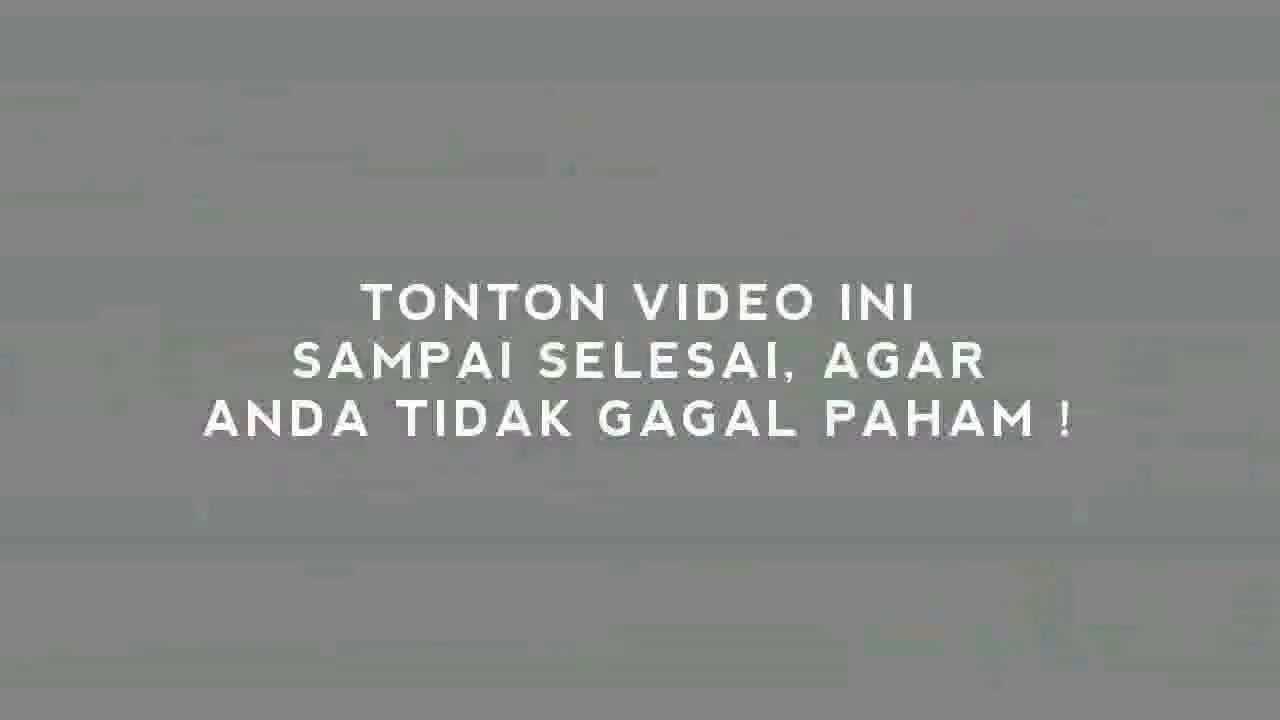 TONTON VIDEO INI
SAMPAI SELESAI, AGAR
ANDA TIDAK GAGAL PAHAM !